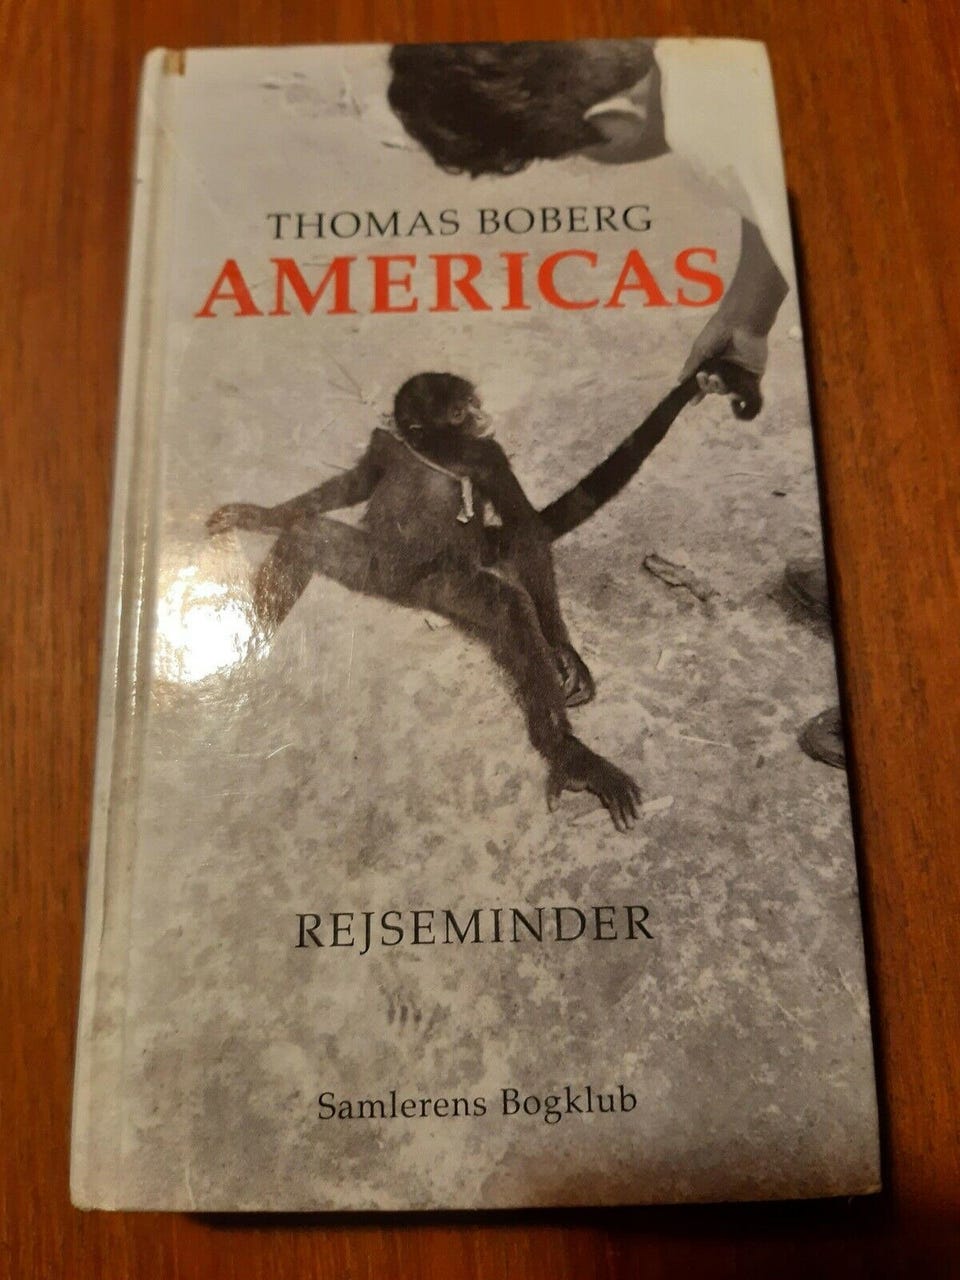 THOMAS BOBERG
AMERICAS
REJSEMINDER
Samlerens Bogklub